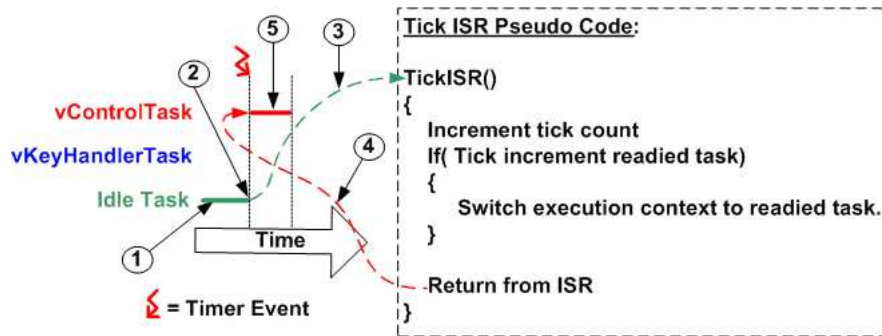 1
2
3
4
5
vControlTask
vKeyHandlerTask
Idle Task
Time
= Timer Event
Tick ISR Pseudo Code:
TickISR()
{
Increment tick count
If( Tick increment readied task)
{
Switch execution context to readied task.
}
Return from ISR
}